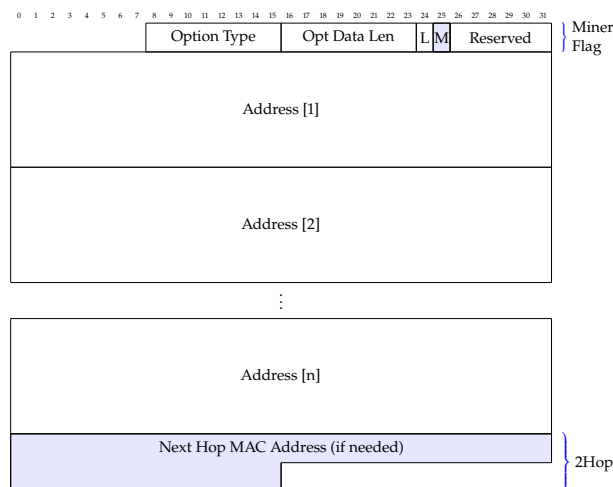 0 1 2 3 4 5 6 7 8 9 10 11 12 13 14 15 16 17 18 19 20 21 22 23 24 25 26 27 28 29 30 31
Option Type Opt Data Len L M Reserved Miner
Flag
Address [1]
Address [2]
⋮
Address [n]
Next Hop MAC Address (if needed)
2Hop